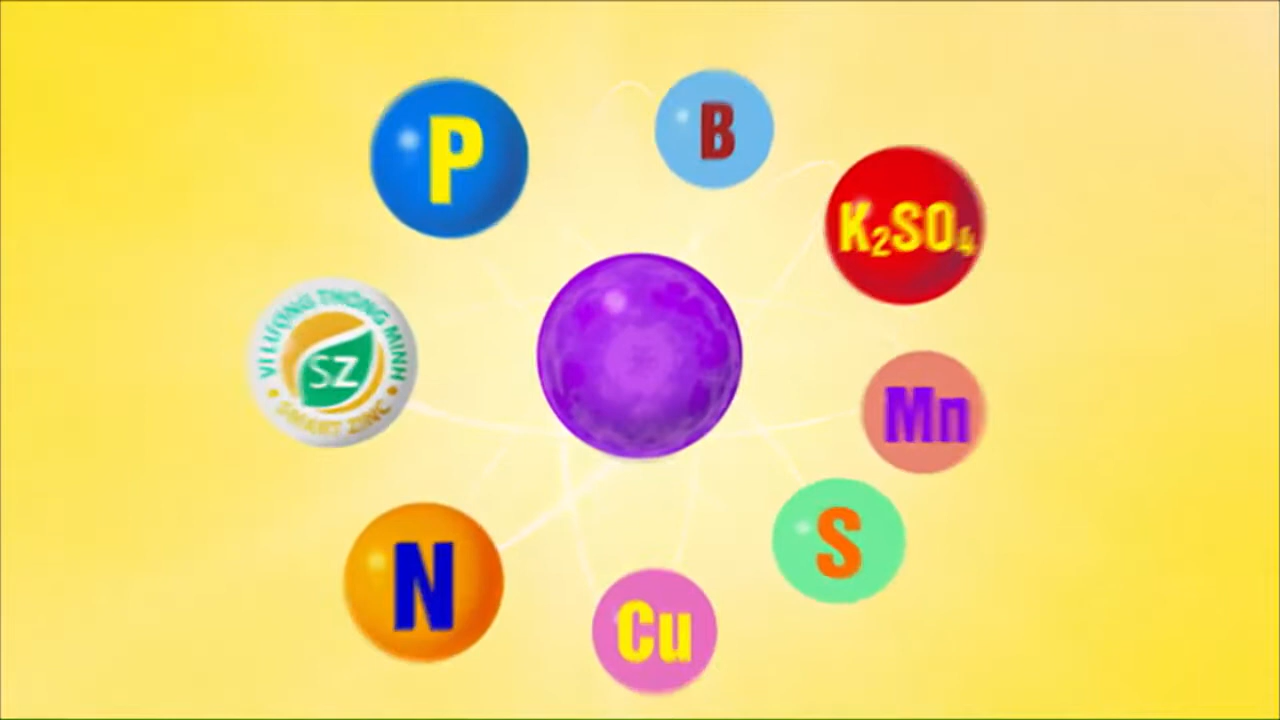 P
B
K₂SO₄
VI LƯỢNG THÔNG MINH
SZ
SMART ZINC
Mn
S
N
Cu